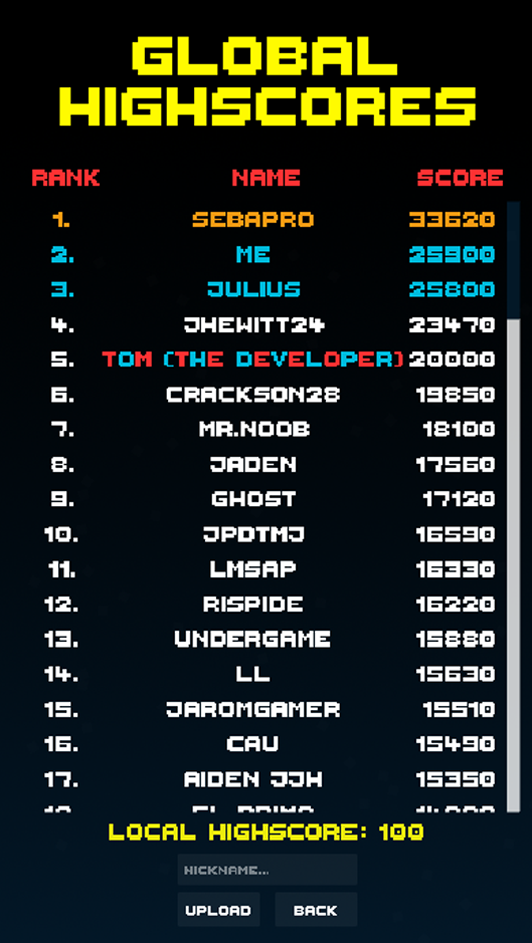 GLOBAL
HIGHSCORES
RANK NAME SCORE
1. SEBAPRO 33620
2. ME 25900
3. JULIUS 25800
4. JHEWITT24 23470
5. TOM (THE DEVELOPER) 20000
6. CRACKSON28 19850
7. MR.NOOB 18100
8. JADEN 17560
9. GHOST 17120
10. JPDTMJ 16590
11. LMSAP 16330
12. RISPIDE 16220
13. UNDERGAME 15880
14. LL 15630
15. JAROMGAMER 15510
16. CAU 15490
17. AIDEN JJH 15350
LOCAL HIGHSCORE: 100
NICKNAME...
UPLOAD BACK